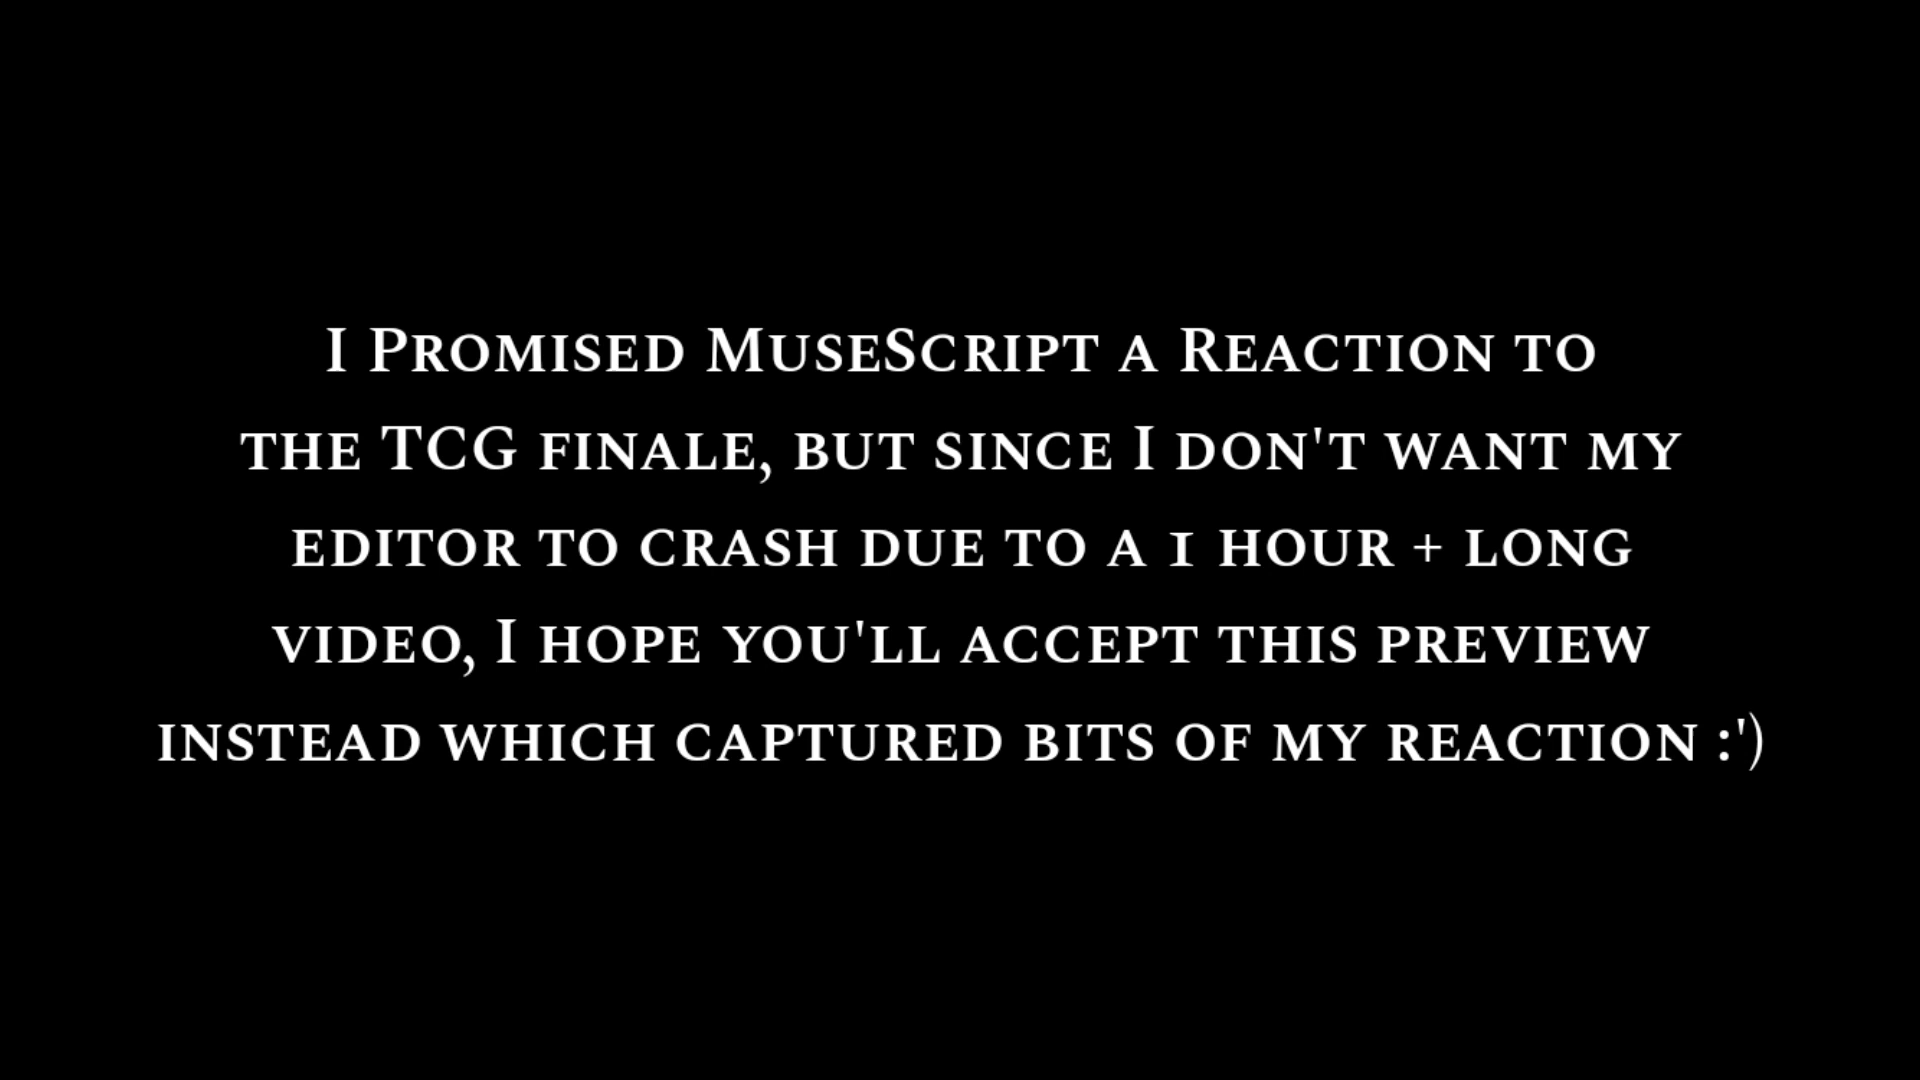 I Promised MuseScript a Reaction to
the TCG finale, but since I don't want my
editor to crash due to a 1 hour + long
video, I hope you'll accept this preview
instead which captured bits of my reaction :')